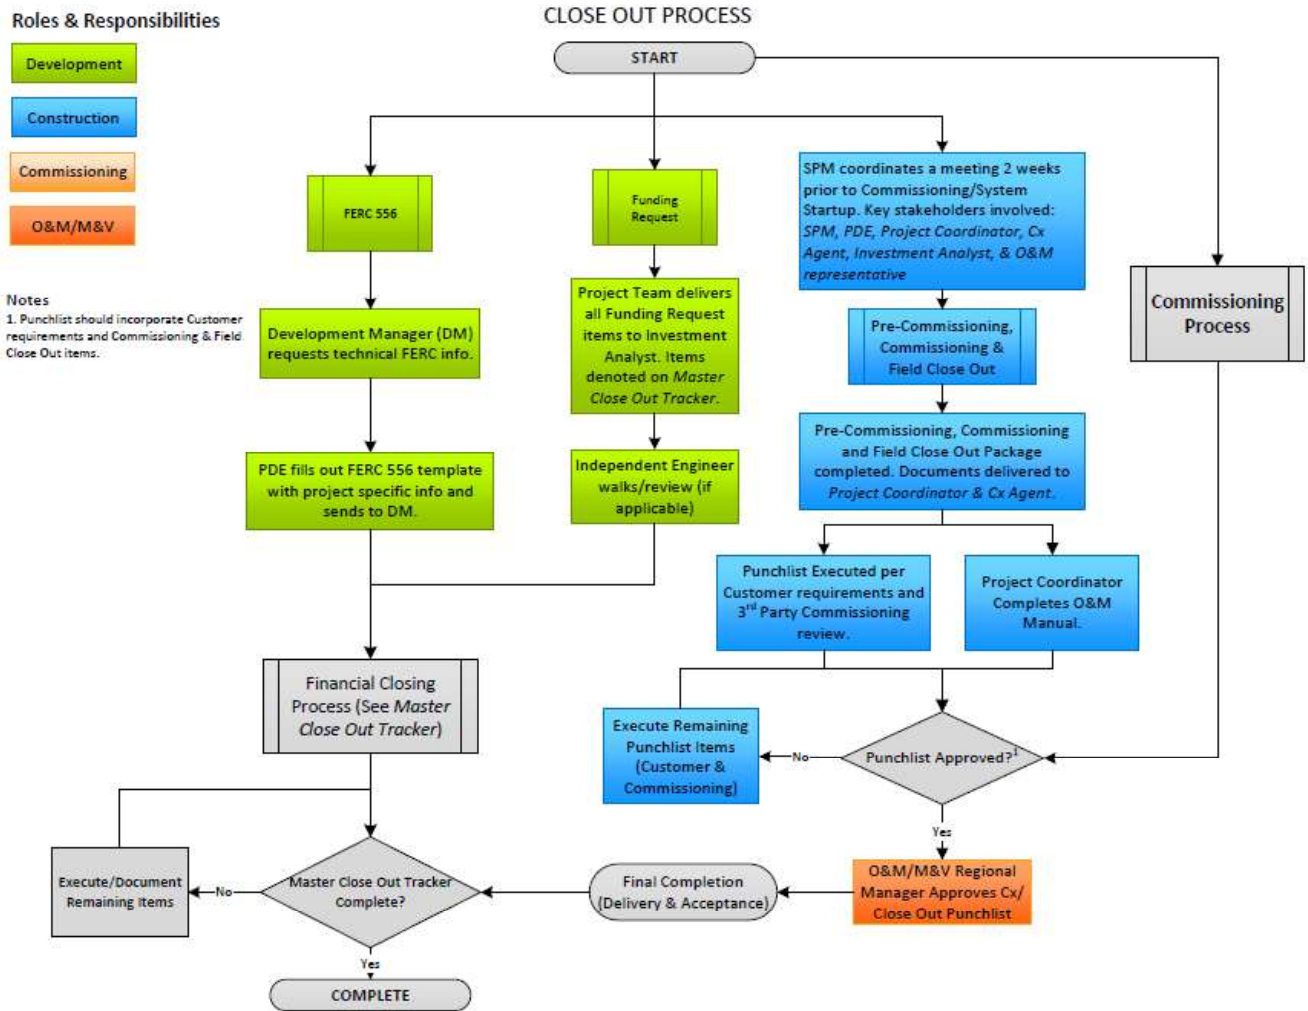 CLOSE OUT PROCESS
Roles & Responsibilities
Development
Construction
Commissioning
O&M/M&V
Notes
1. Punchlist should incorporate Customer
requirements and Commissioning & Field
Close Out items.
START
FERC 556
Development Manager (DM)
requests technical FERC info.
PDE fills out FERC 556 template
with project specific info and
sends to DM.
Funding
Request
Project Team delivers
all Funding Request
items to Investment
Analyst. Items
denoted on Master
Close Out Tracker.
Independent Engineer
walks/review (if
applicable)
SPM coordinates a meeting 2 weeks
prior to Commissioning/System
Startup. Key stakeholders involved:
SPM, PDE, Project Coordinator, Cx
Agent, Investment Analyst, & O&M
representative
Pre-Commissioning,
Commissioning &
Field Close Out
Pre-Commissioning, Commissioning
and Field Close Out Package
completed. Documents delivered to
Project Coordinator & Cx Agent.
Punchlist Executed per
Customer requirements and
3rd Party Commissioning
review.
Project Coordinator
Completes O&M
Manual.
Commissioning
Process
Financial Closing
Process (See Master
Close Out Tracker)
Execute Remaining
Punchlist Items
(Customer &
Commissioning)
No
Punchlist Approved?1
Yes
O&M/M&V Regional
Manager Approves Cx/
Close Out Punchlist
Final Completion
(Delivery & Acceptance)
Master Close Out Tracker
Complete?
No
Execute/Document
Remaining Items
Yes
COMPLETE